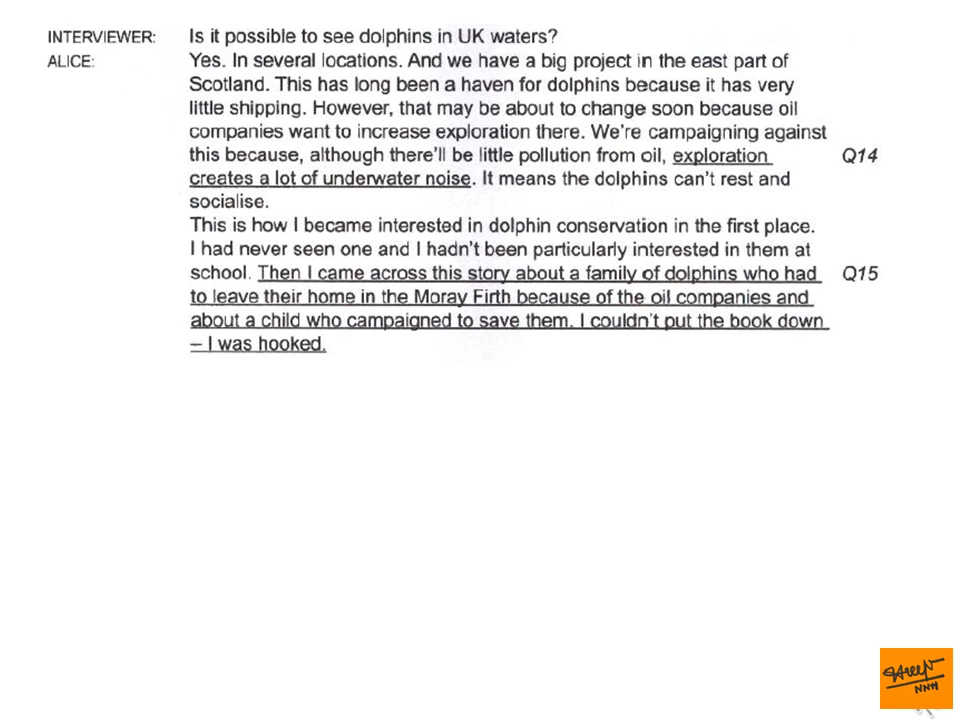 INTERVIEWER: Is it possible to see dolphins in UK waters?
ALICE: Yes. In several locations. And we have a big project in the east part of
Scotland. This has long been a haven for dolphins because it has very
little shipping. However, that may be about to change soon because oil
companies want to increase exploration there. We're campaigning against
this because, although there'll be little pollution from oil, exploration Q14
creates a lot of underwater noise. It means the dolphins can't rest and
socialise.
This is how I became interested in dolphin conservation in the first place.
I had never seen one and I hadn't been particularly interested in them at
school. Then I came across this story about a family of dolphins who had Q15
to leave their home in the Moray Firth because of the oil companies and
about a child who campaigned to save them. I couldn't put the book down
– I was hooked.
NNH